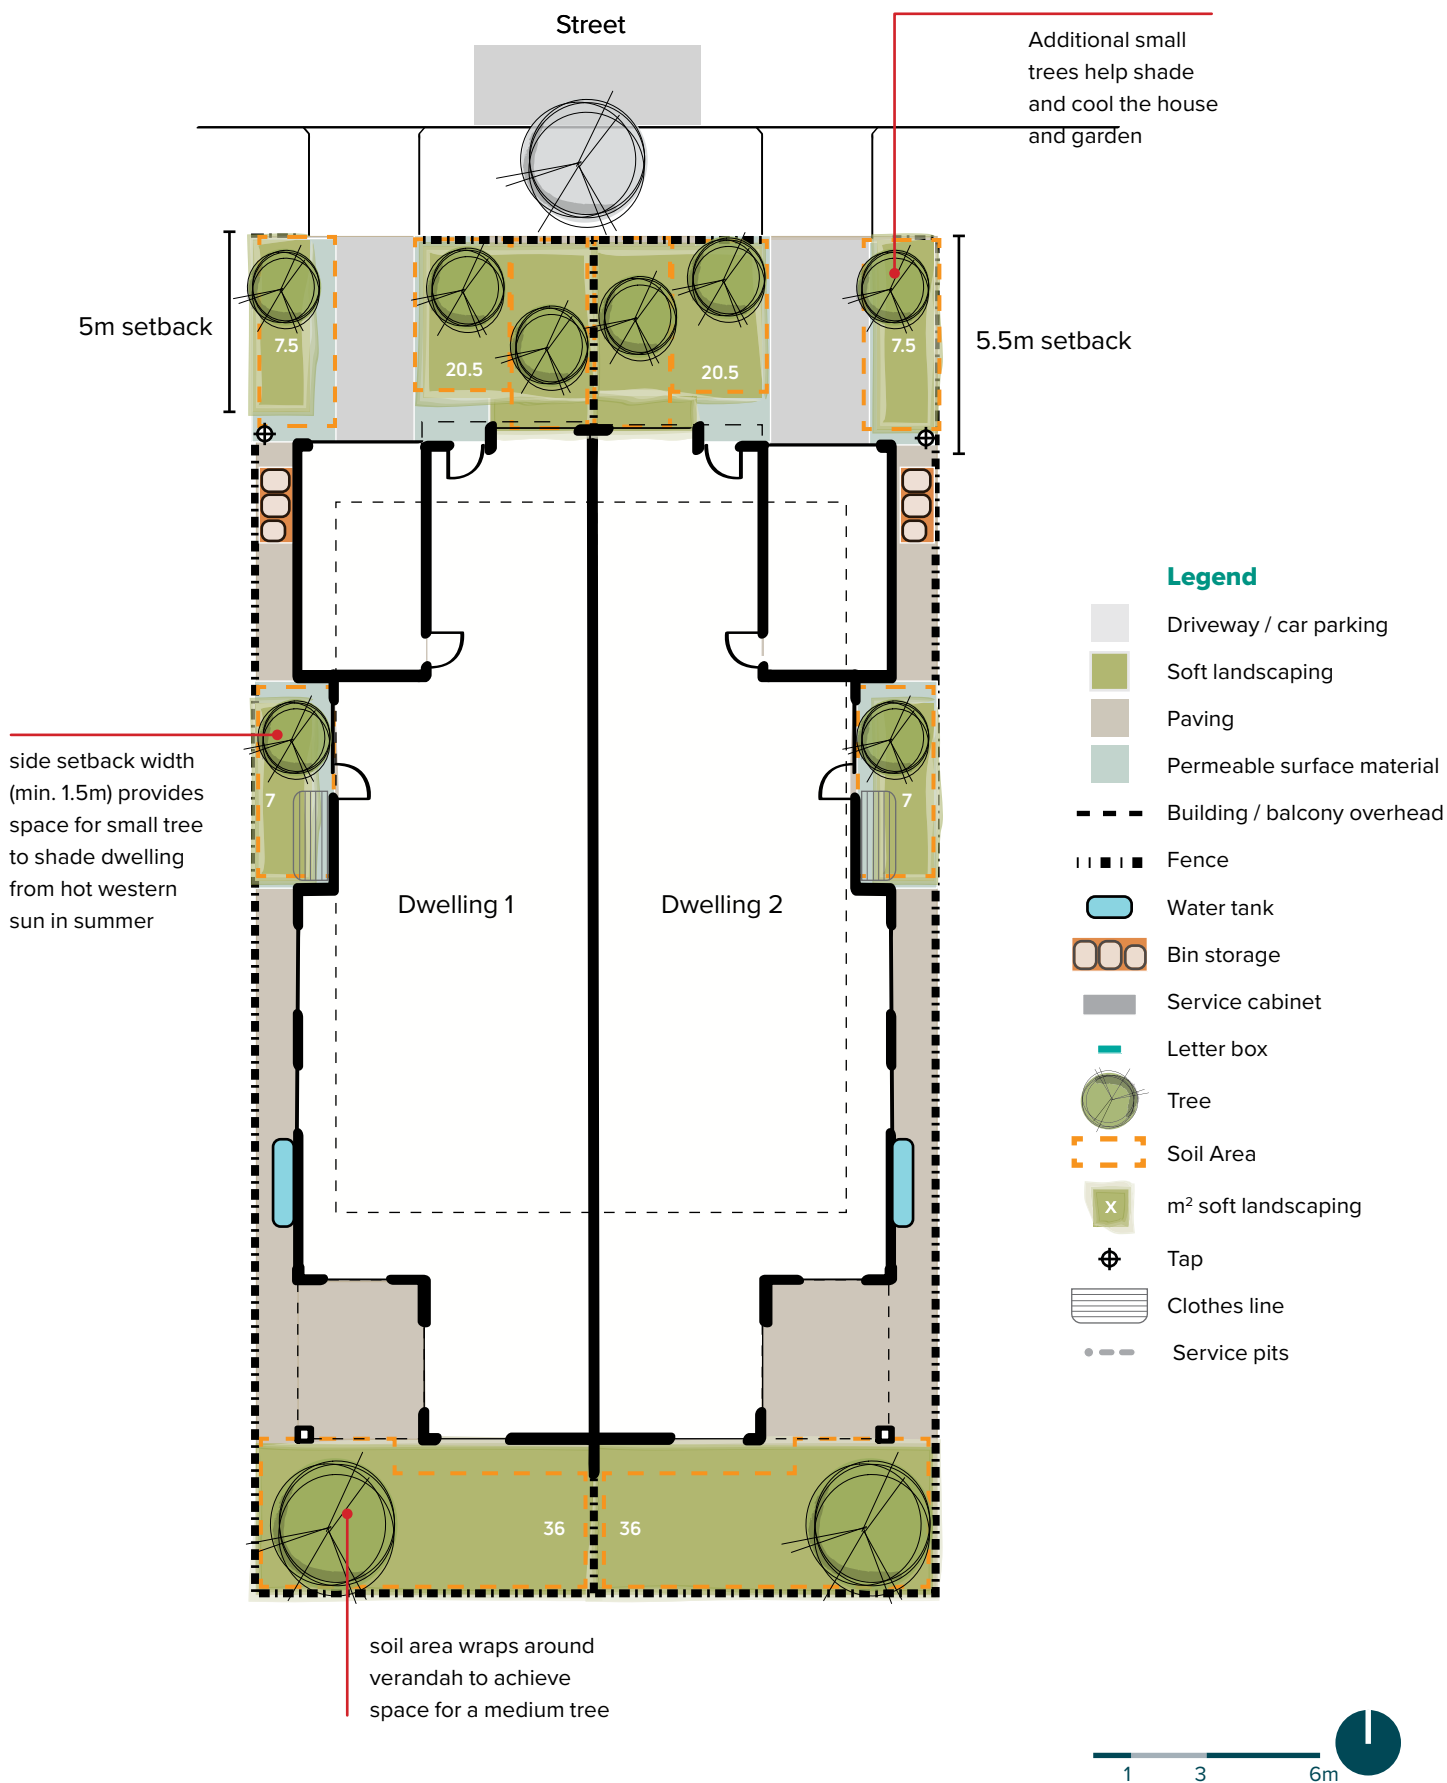 Street
Additional small
trees help shade
and cool the house
and garden
5m setback
5.5m setback
7.5
20.5
20.5
7.5
side setback width
(min. 1.5m) provides
space for small tree
to shade dwelling
from hot western
sun in summer
7
7
Dwelling 1
Dwelling 2
36
36
soil area wraps around
verandah to achieve
space for a medium tree
Legend
Driveway / car parking
Soft landscaping
Paving
Permeable surface material
Building / balcony overhead
Fence
Water tank
Bin storage
Service cabinet
Letter box
Tree
Soil Area
x
m² soft landscaping
Tap
Clothes line
Service pits
1 3 6m